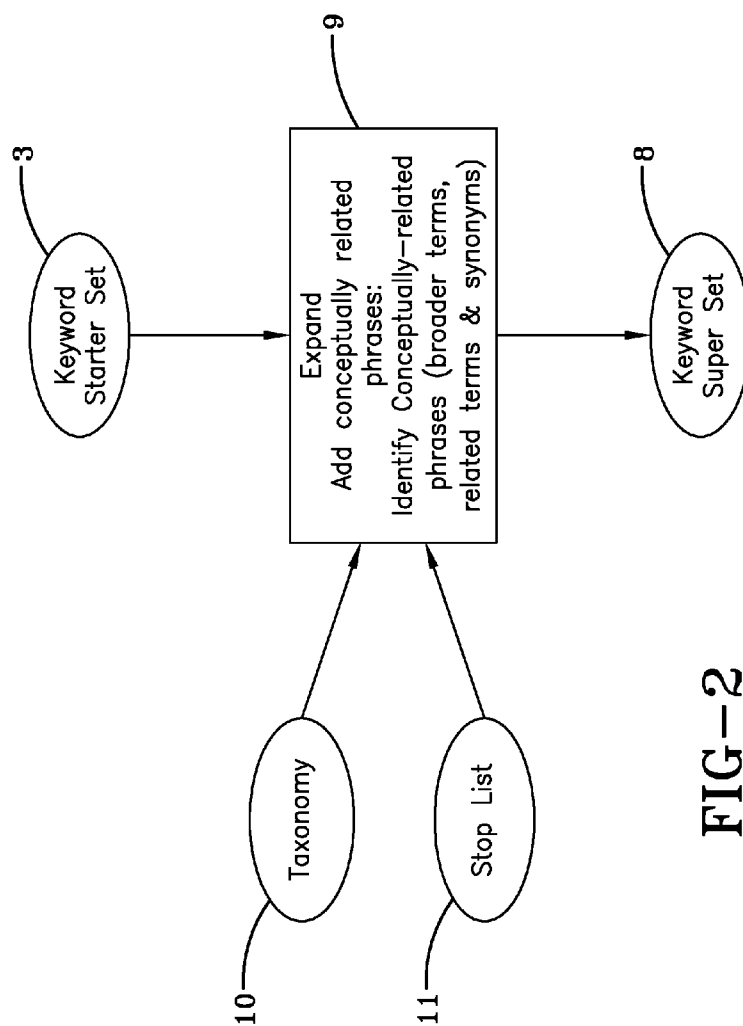 3
Keyword
Starter Set
9
Expand
Add conceptually related
phrases:
Identify Conceptually-related
phrases (broader terms,
related terms & synonyms)
10
Taxonomy
11
Stop List
8
Keyword
Super Set
FIG-2